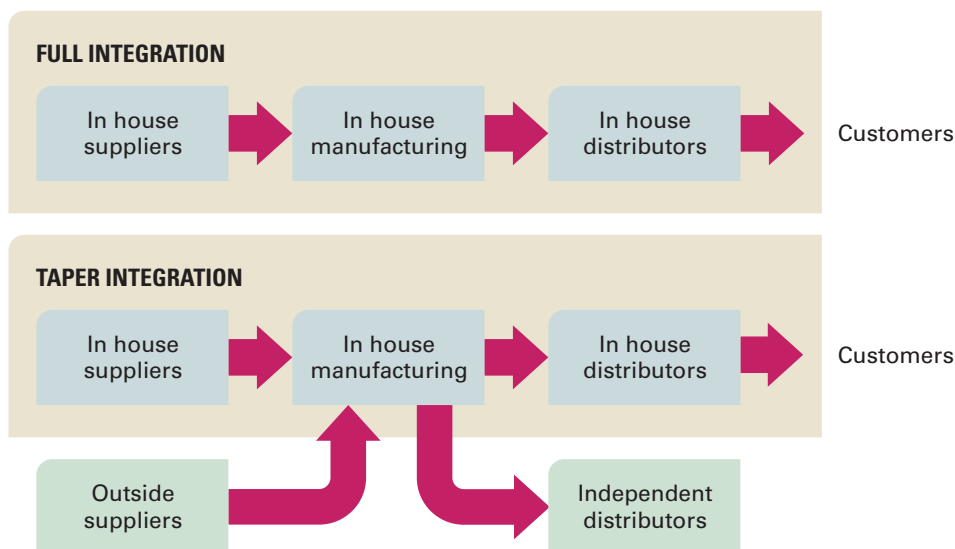 FULL INTEGRATION
In house
suppliers
In house
manufacturing
In house
distributors
Customers
TAPER INTEGRATION
In house
suppliers
In house
manufacturing
In house
distributors
Customers
Outside
suppliers
Independent
distributors